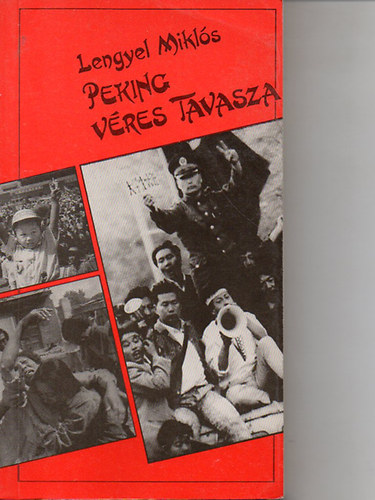 Lengyel Miklós
PEKING
VÉRES TAVASZA